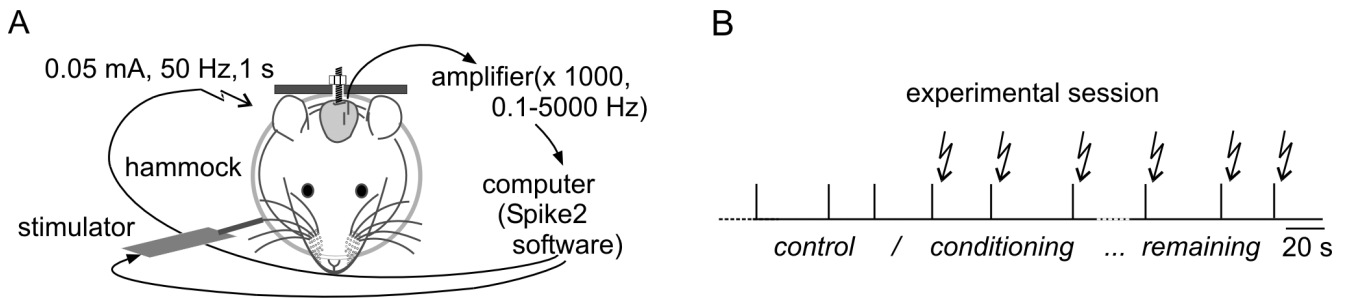 A
0.05 mA, 50 Hz,1 s
amplifier(x 1000,
0.1-5000 Hz)
hammock
computer
(Spike2
software)
stimulator
B
experimental session
control / conditioning ... remaining
20 s